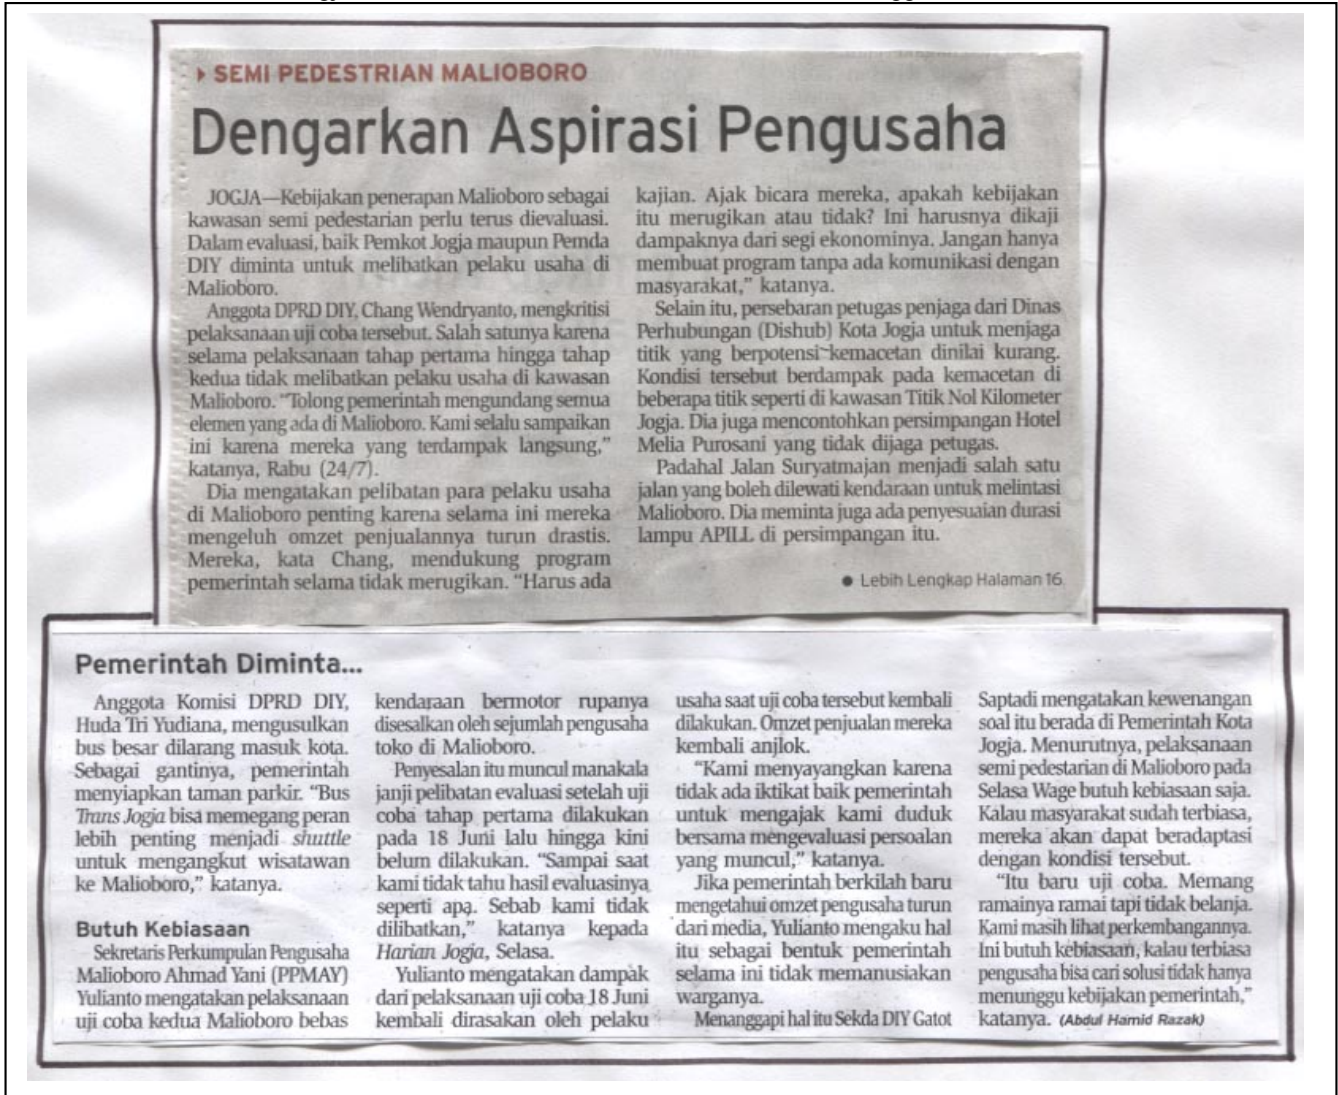 SEMI PEDESTRIAN MALIOBORO
Dengarkan Aspirasi Pengusaha
JOGJA—Kebijakan penerapan Malioboro sebagai
kawasan semi pedestarian perlu terus dievaluasi.
Dalam evaluasi, baik Pemkot Jogja maupun Pemda
DIY diminta untuk melibatkan pelaku usaha di
Malioboro.
Anggota DPRD DIY, Chang Wendryanto, mengkritisi
pelaksanaan uji coba tersebut. Salah satunya karena
selama pelaksanaan tahap pertama hingga tahap
kedua tidak melibatkan pelaku usaha di kawasan
Malioboro. “Tolong pemerintah mengundang semua
elemen yang ada di Malioboro. Kami selalu sampaikan
ini karena mereka yang terdampak langsung,”
katanya, Rabu (24/7).
Dia mengatakan pelibatan para pelaku usaha
di Malioboro penting karena selama ini mereka
mengeluh omzet penjualannya turun drastis.
Mereka, kata Chang, mendukung program
pemerintah selama tidak merugikan. “Harus ada
kajian. Ajak bicara mereka, apakah kebijakan
itu merugikan atau tidak? Ini harusnya dikaji
dampaknya dari segi ekonominya. Jangan hanya
membuat program tanpa ada komunikasi dengan
masyarakat,” katanya.
Selain itu, persebaran petugas penjaga dari Dinas
Perhubungan (Dishub) Kota Jogja untuk menjaga
titik yang berpotensi kemacetan dinilai kurang.
Kondisi tersebut berdampak pada kemacetan di
beberapa titik seperti di kawasan Titik Nol Kilometer
Jogja. Dia juga mencontohkan persimpangan Hotel
Melia Purosani yang tidak dijaga petugas.
Padahal Jalan Suryatmajan menjadi salah satu
jalan yang boleh dilewati kendaraan untuk melintasi
Malioboro. Dia meminta juga ada penyesuaian durasi
lampu APILL di persimpangan itu.
● Lebih Lengkap Halaman 16
Pemerintah Diminta...
Anggota Komisi DPRD DIY,
Huda Tri Yudiana, mengusulkan
bus besar dilarang masuk kota.
Sebagai gantinya, pemerintah
menyiapkan taman parkir. “Bus
Trans Jogja bisa memegang peran
lebih penting menjadi shuttle
untuk mengangkut wisatawan
ke Malioboro,” katanya.
Butuh Kebiasaan
Sekretaris Perkumpulan Pengusaha
Malioboro Ahmad Yani (PPMAY)
Yulianto mengatakan pelaksanaan
uji coba kedua Malioboro bebas
kendaraan bermotor rupanya
disesalkan oleh sejumlah pengusaha
toko di Malioboro.
Penyesalan itu muncul manakala
janji pelibatan evaluasi setelah uji
coba tahap pertama dilakukan
pada 18 Juni lalu hingga kini
belum dilakukan. “Sampai saat
kami tidak tahu hasil evaluasinya
seperti apa. Sebab kami tidak
dilibatkan,” katanya kepada
Harian Jogja, Selasa.
Yulianto mengatakan dampak
dari pelaksanaan uji coba 18 Juni
kembali dirasakan oleh pelaku
usaha saat uji coba tersebut kembali
dilakukan. Omzet penjualan mereka
kembali anjlok.
“Kami menyayangkan karena
tidak ada iktikat baik pemerintah
untuk mengajak kami duduk
bersama mengevaluasi persoalan
yang muncul,” katanya.
Jika pemerintah berkilah baru
mengetahui omzet pengusaha turun
dari media, Yulianto mengaku hal
itu sebagai bentuk pemerintah
selama ini tidak memanusiakan
warganya.
Menanggapi hal itu Sekda DIY Gatot
Saptadi mengatakan kewenangan
soal itu berada di Pemerintah Kota
Jogja. Menurutnya, pelaksanaan
semi pedestarian di Malioboro pada
Selasa Wage butuh kebiasaan saja.
Kalau masyarakat sudah terbiasa,
mereka akan dapat beradaptasi
dengan kondisi tersebut.
“Itu baru uji coba. Memang
ramainya ramai tapi tidak belanja.
Kami masih lihat perkembangannya.
Ini butuh kebiasaan, kalau terbiasa
pengusaha bisa cari solusi tidak hanya
menunggu kebijakan pemerintah,”
katanya. (Abdul Hamid Razak)